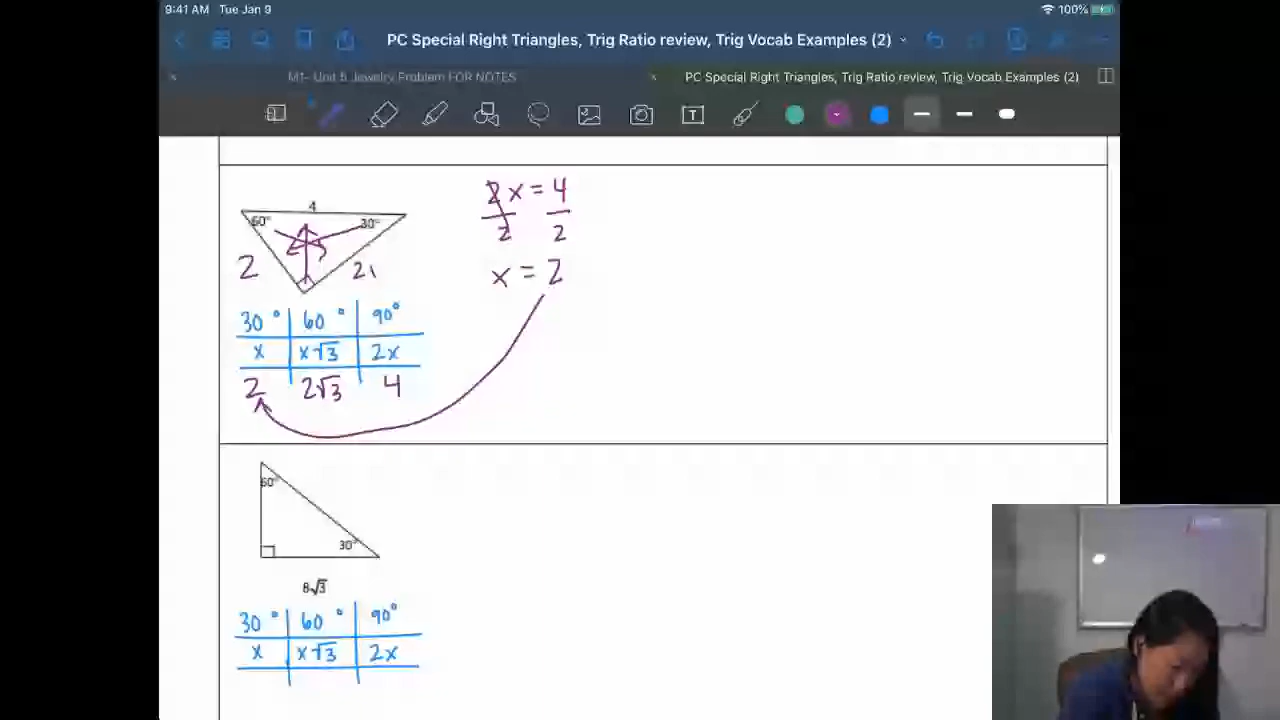 9:41 AM Tue Jan 9 100%
PC Special Right Triangles, Trig Ratio review, Trig Vocab Examples (2)
M1- Unit 5 Jewelry Problem FOR NOTES
PC Special Right Triangles, Trig Ratio review, Trig Vocab Examples (2)
4
60° 30°
2 21
2x = 4
2 2
x = 2
30° 60° 90°
x x√3 2x
2 2√3 4
60°
30°
8√3
30° 60° 90°
x x√3 2x